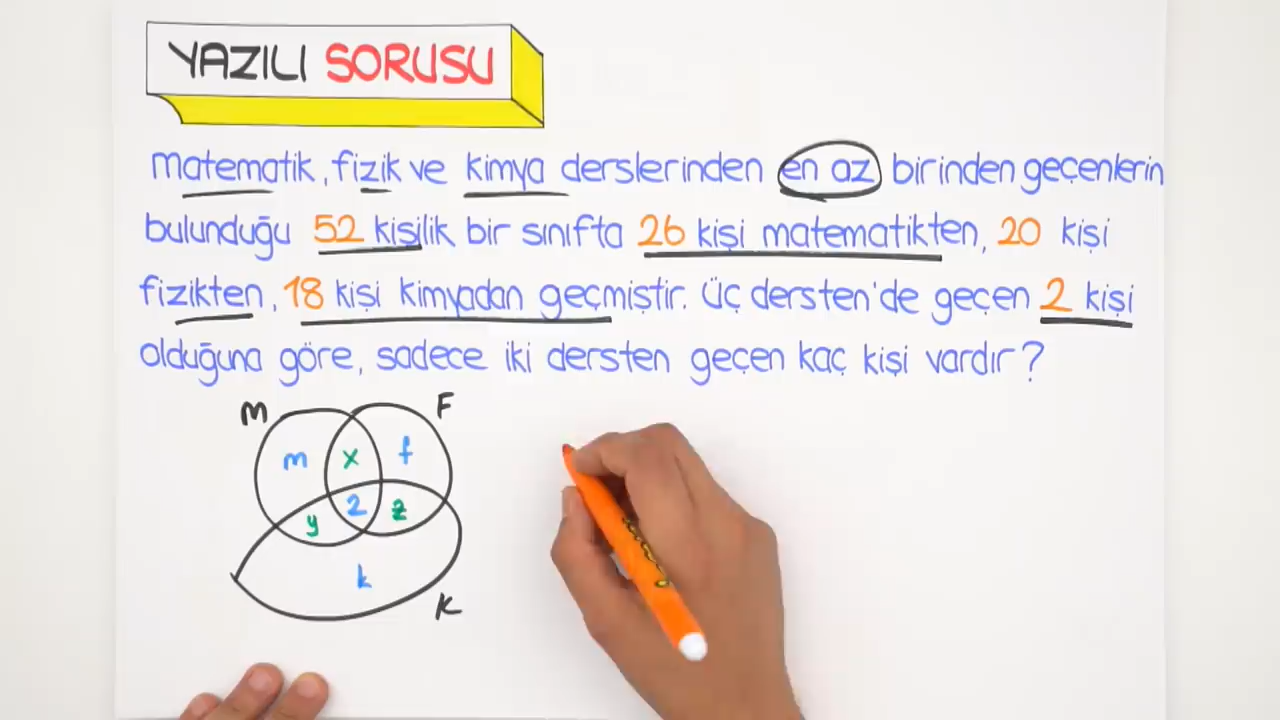 YAZILI SORUSU
matematik, fizik ve kimya derslerinden en az birinden geçenlerin
bulunduğu 52 kişilik bir sınıfta 26 kişi matematikten, 20 kişi
fizikten, 18 kişi kimyadan geçmiştir. Üç dersten'de geçen 2 kişi
olduğuna göre, sadece iki dersten geçen kaç kişi vardır?
M F
m x f
y 2 z
k
K